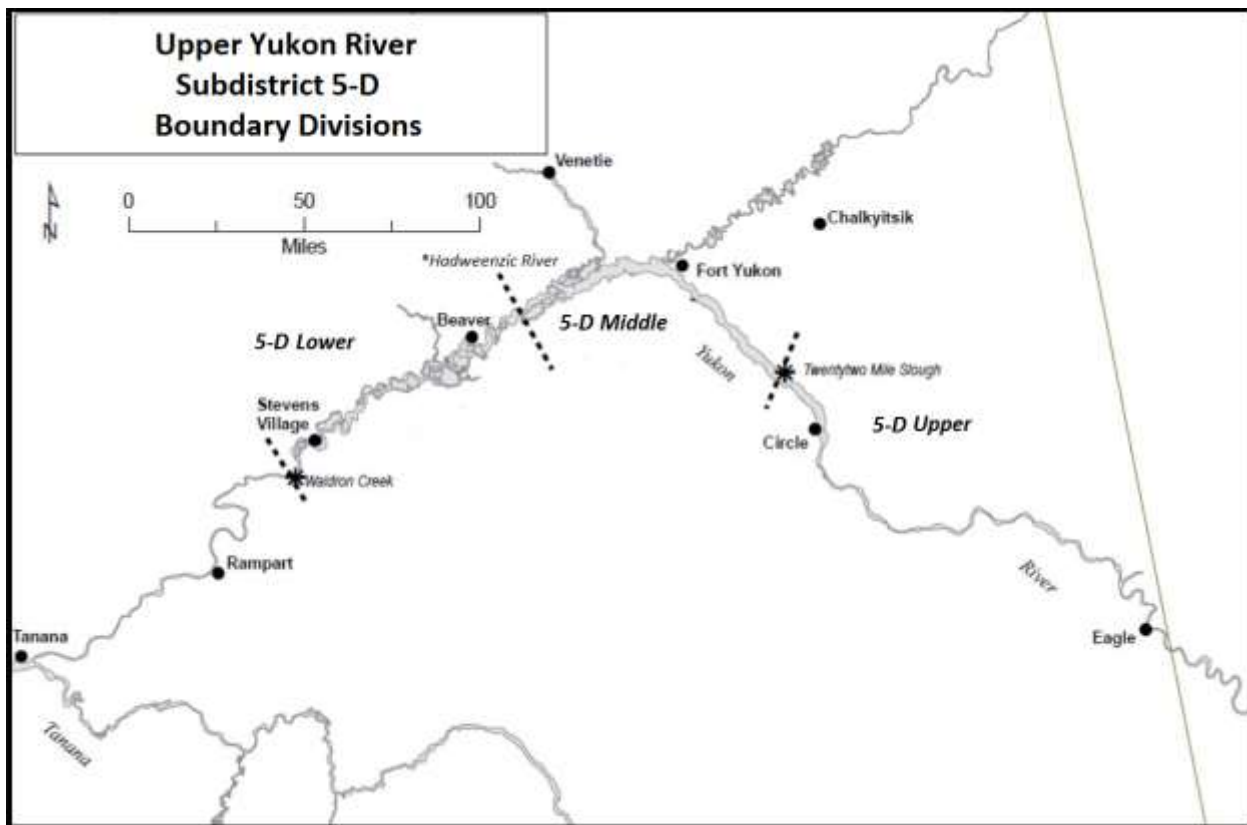 Upper Yukon River
Subdistrict 5-D
Boundary Divisions
Venetie
N
0 50 100
Miles
Chalkyitsik
*Hadweenzic River
Fort Yukon
Beaver
5-D Middle
5-D Lower
Yukon
Twentytwo Mile Slough
Stevens
Village
5-D Upper
Circle
Waldron Creek
Rampart
River
Tanana
Eagle
Tanana